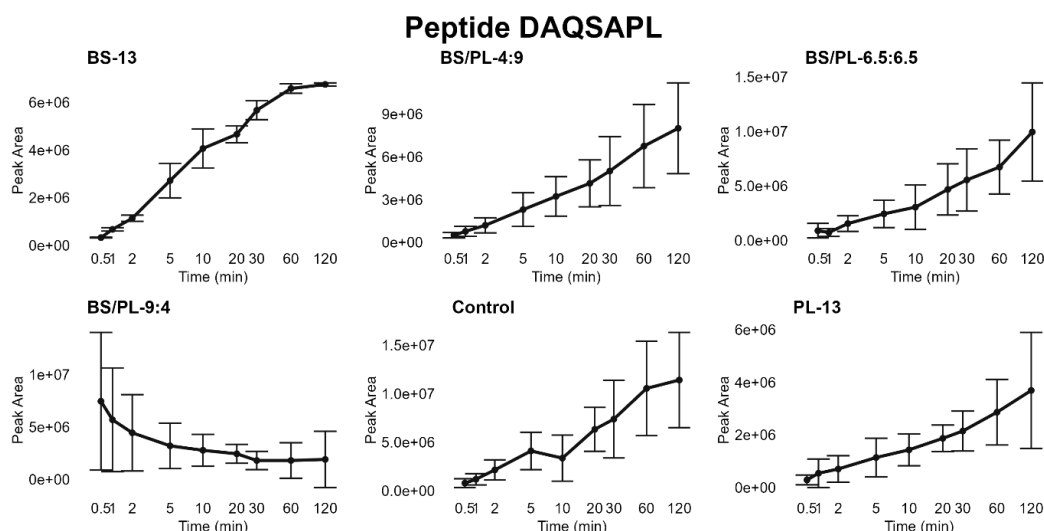 Peptide DAQSAPL
BS-13
6e+06
4e+06
2e+06
0e+00
Peak Area
0.51 2 5 10 20 30 60 120
Time (min)
BS/PL-4:9
9e+06
6e+06
3e+06
0e+00
Peak Area
0.51 2 5 10 20 30 60 120
Time (min)
BS/PL-6.5:6.5
1.5e+07
1.0e+07
5.0e+06
0.0e+00
Peak Area
0.51 2 5 10 20 30 60 120
Time (min)
BS/PL-9:4
1e+07
5e+06
0e+00
Peak Area
0.51 2 5 10 20 30 60 120
Time (min)
Control
1.5e+07
1.0e+07
5.0e+06
0.0e+00
Peak Area
0.51 2 5 10 20 30 60 120
Time (min)
PL-13
6e+06
4e+06
2e+06
0e+00
Peak Area
0.51 2 5 10 20 30 60 120
Time (min)